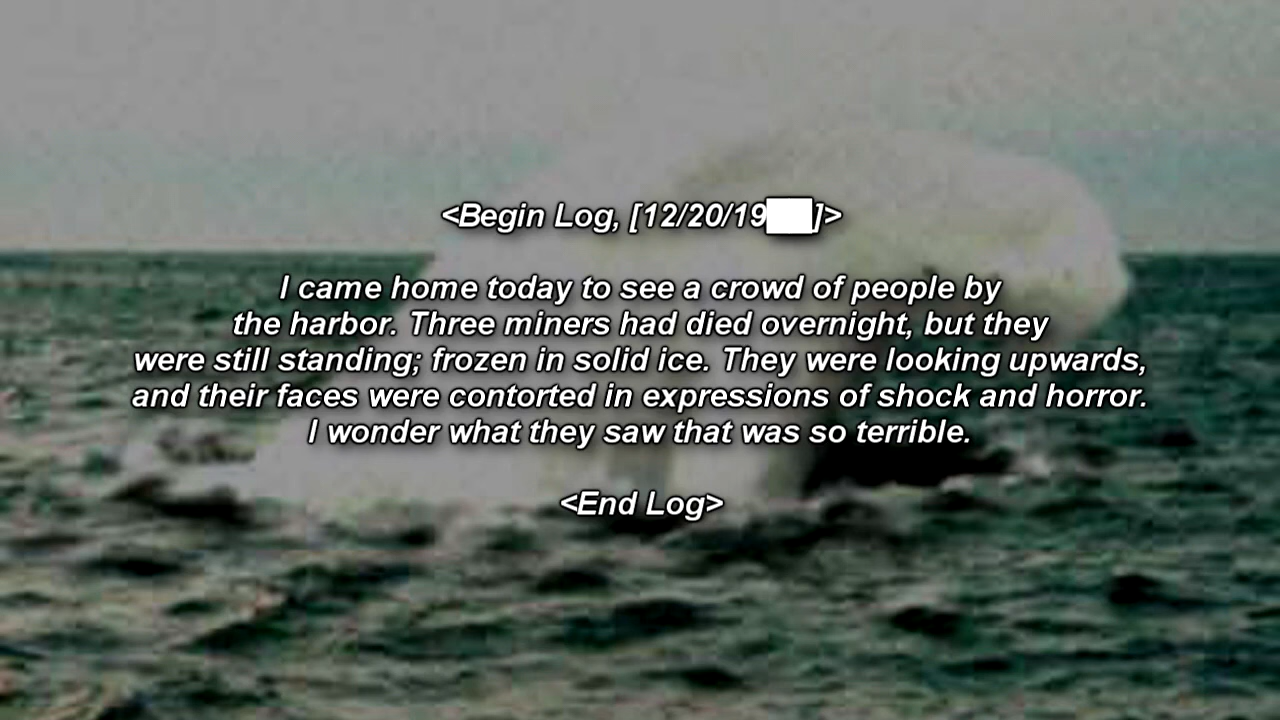 <Begin Log, [12/20/19██]>
I came home today to see a crowd of people by
the harbor. Three miners had died overnight, but they
were still standing; frozen in solid ice. They were looking upwards,
and their faces were contorted in expressions of shock and horror.
I wonder what they saw that was so terrible.
<End Log>